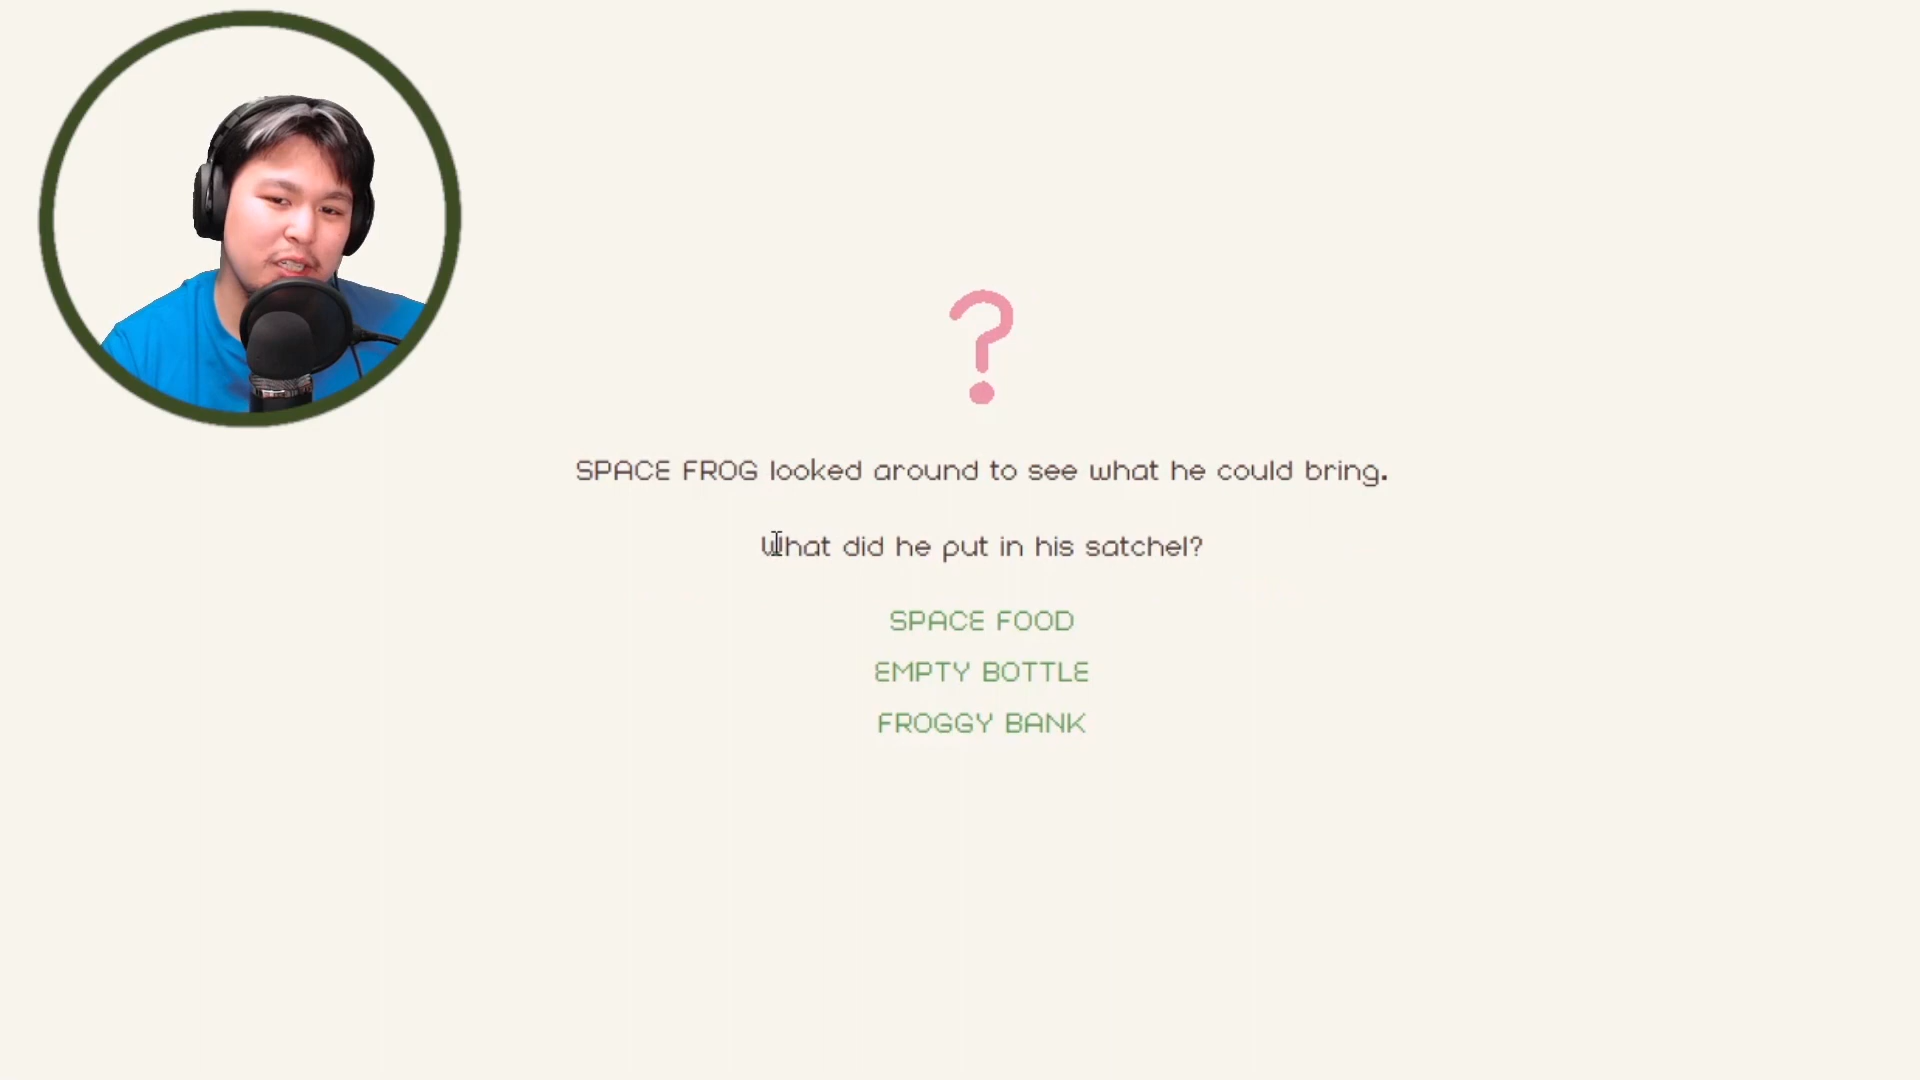 ?
SPACE FROG looked around to see what he could bring.
What did he put in his satchel?
SPACE FOOD
EMPTY BOTTLE
FROGGY BANK